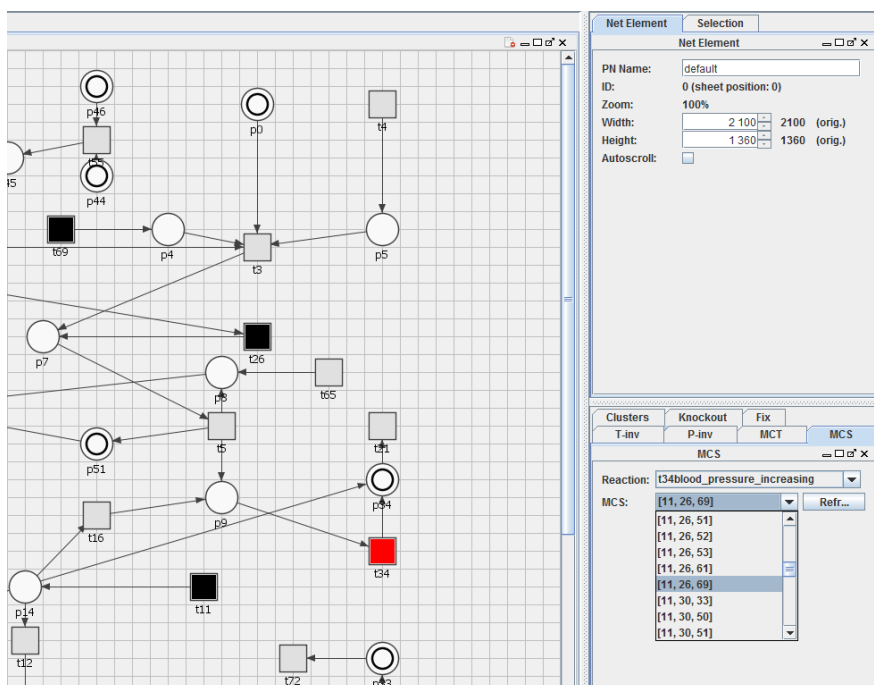 Net Element Selection
Net Element
PN Name: default
ID: 0 (sheet position: 0)
Zoom: 100%
Width: 2 100 2100 (orig.)
Height: 1 360 1360 (orig.)
Autoscroll:
p46
p0
t4
t55
p44
t69
p4
t3
p5
p7
t26
p8
t65
t5
t21
p51
p9
p34
t16
t34
p14
t11
t12
t72
Clusters Knockout Fix
T-inv P-inv MCT MCS
MCS
Reaction: t34blood_pressure_increasing
MCS: [11, 26, 69] Refr...
[11, 26, 51]
[11, 26, 52]
[11, 26, 53]
[11, 26, 61]
[11, 26, 69]
[11, 30, 33]
[11, 30, 50]
[11, 30, 51]